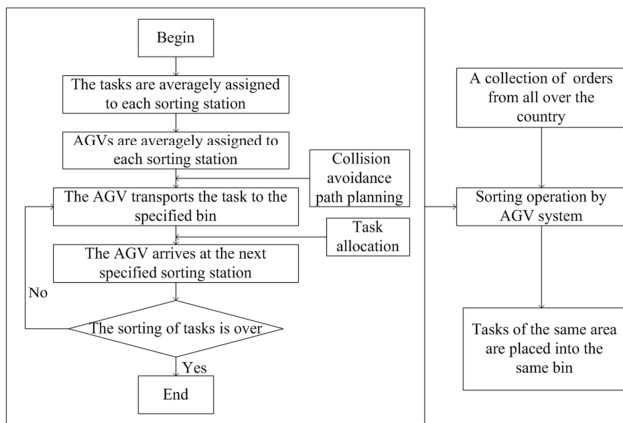 Begin
The tasks are averagely assigned
to each sorting station
AGVs are averagely assigned to
each sorting station
Collision
avoidance
path planning
The AGV transports the task to the
specified bin
Task
allocation
The AGV arrives at the next
specified sorting station
No
The sorting of tasks is over
Yes
End
A collection of orders
from all over the
country
Sorting operation by
AGV system
Tasks of the same area
are placed into the
same bin